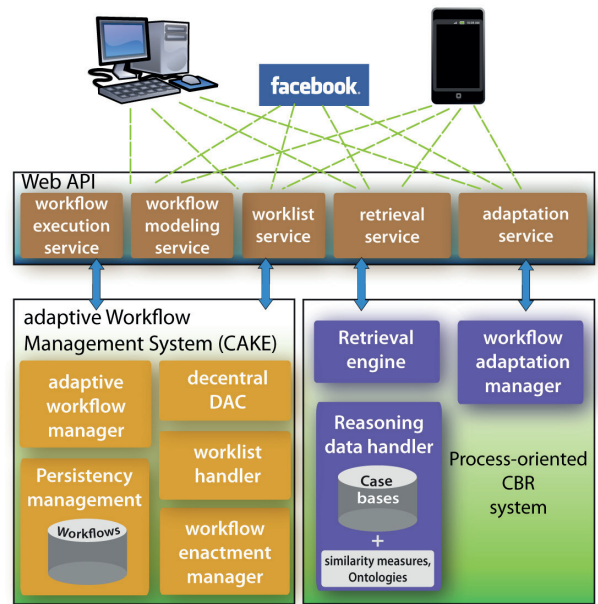 facebook.
Web API
workflow
execution
service
workflow
modeling
service
worklist
service
retrieval
service
adaptation
service
adaptive Workflow
Management System (CAKE)
adaptive
workflow
manager
decentral
DAC
worklist
handler
Persistency
management
Workflows
workflow
enactment
manager
Retrieval
engine
workflow
adaptation
manager
Reasoning
data handler
Case
bases
+
similarity measures,
Ontologies
Process-oriented
CBR
system